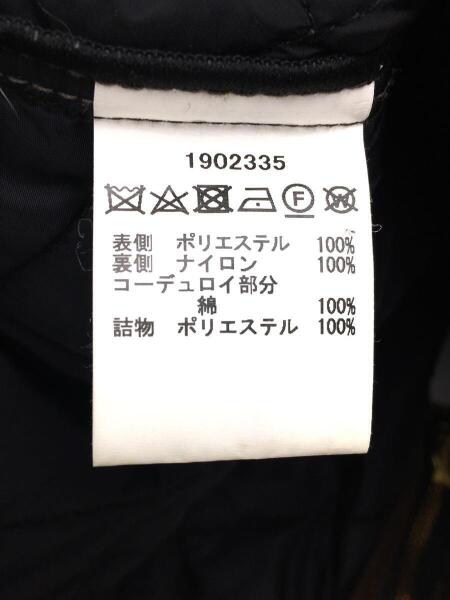 1902335
F W
表側 ポリエステル 100%
裏側 ナイロン 100%
コーデュロイ部分
綿 100%
詰物 ポリエステル 100%